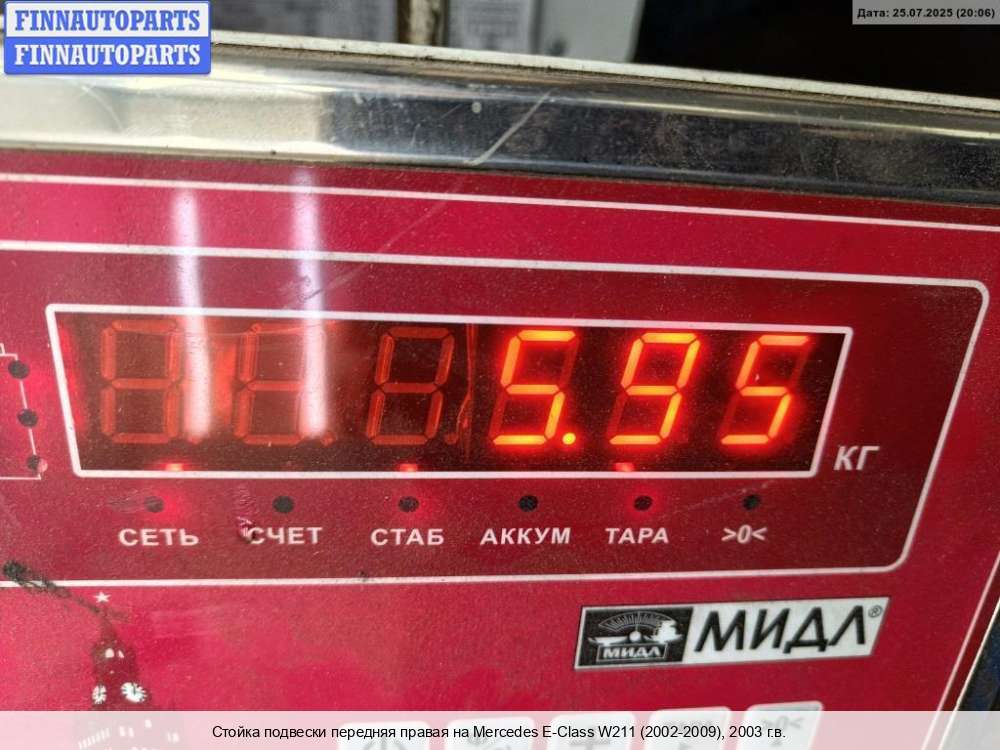 FINNAUTOPARTS
FINNAUTOPARTS
Дата: 25.07.2025 (20:06)
5.95
КГ
СЕТЬ СЧЕТ СТАБ АККУМ ТАРА >0<
МИДЛ МИДЛ®
>0<
Стойка подвески передняя правая на Mercedes E-Class W211 (2002-2009), 2003 г.в.